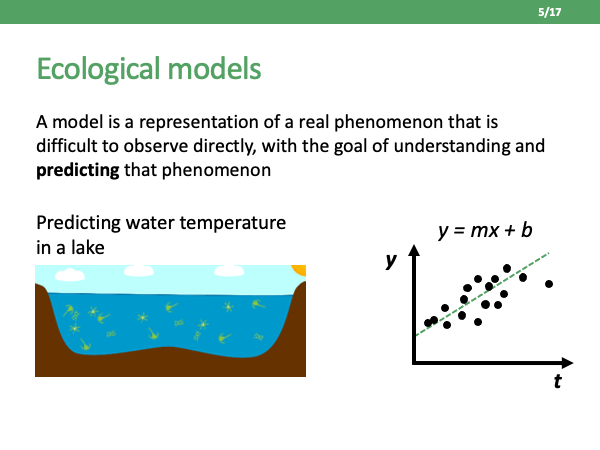 5/17
Ecological models
A model is a representation of a real phenomenon that is
difficult to observe directly, with the goal of understanding and
predicting that phenomenon
Predicting water temperature
in a lake
y = mx + b
y
t